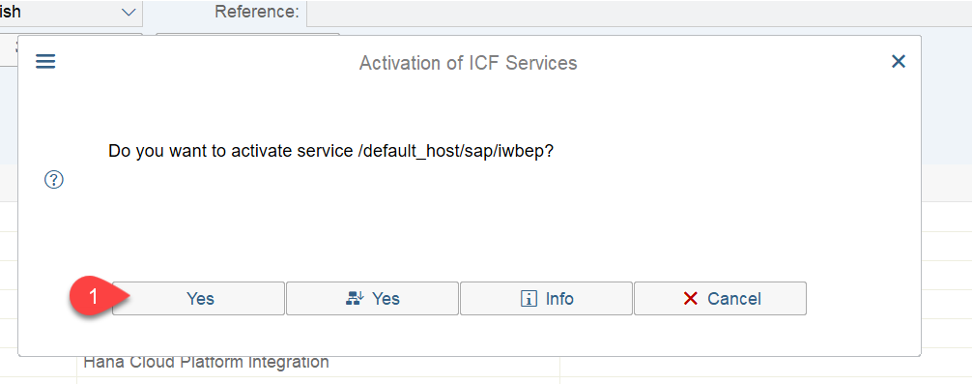 ish
Reference:
Activation of ICF Services
Do you want to activate service /default_host/sap/iwbep?
1
Yes
Yes
Info
Cancel
Hana Cloud Platform Integration